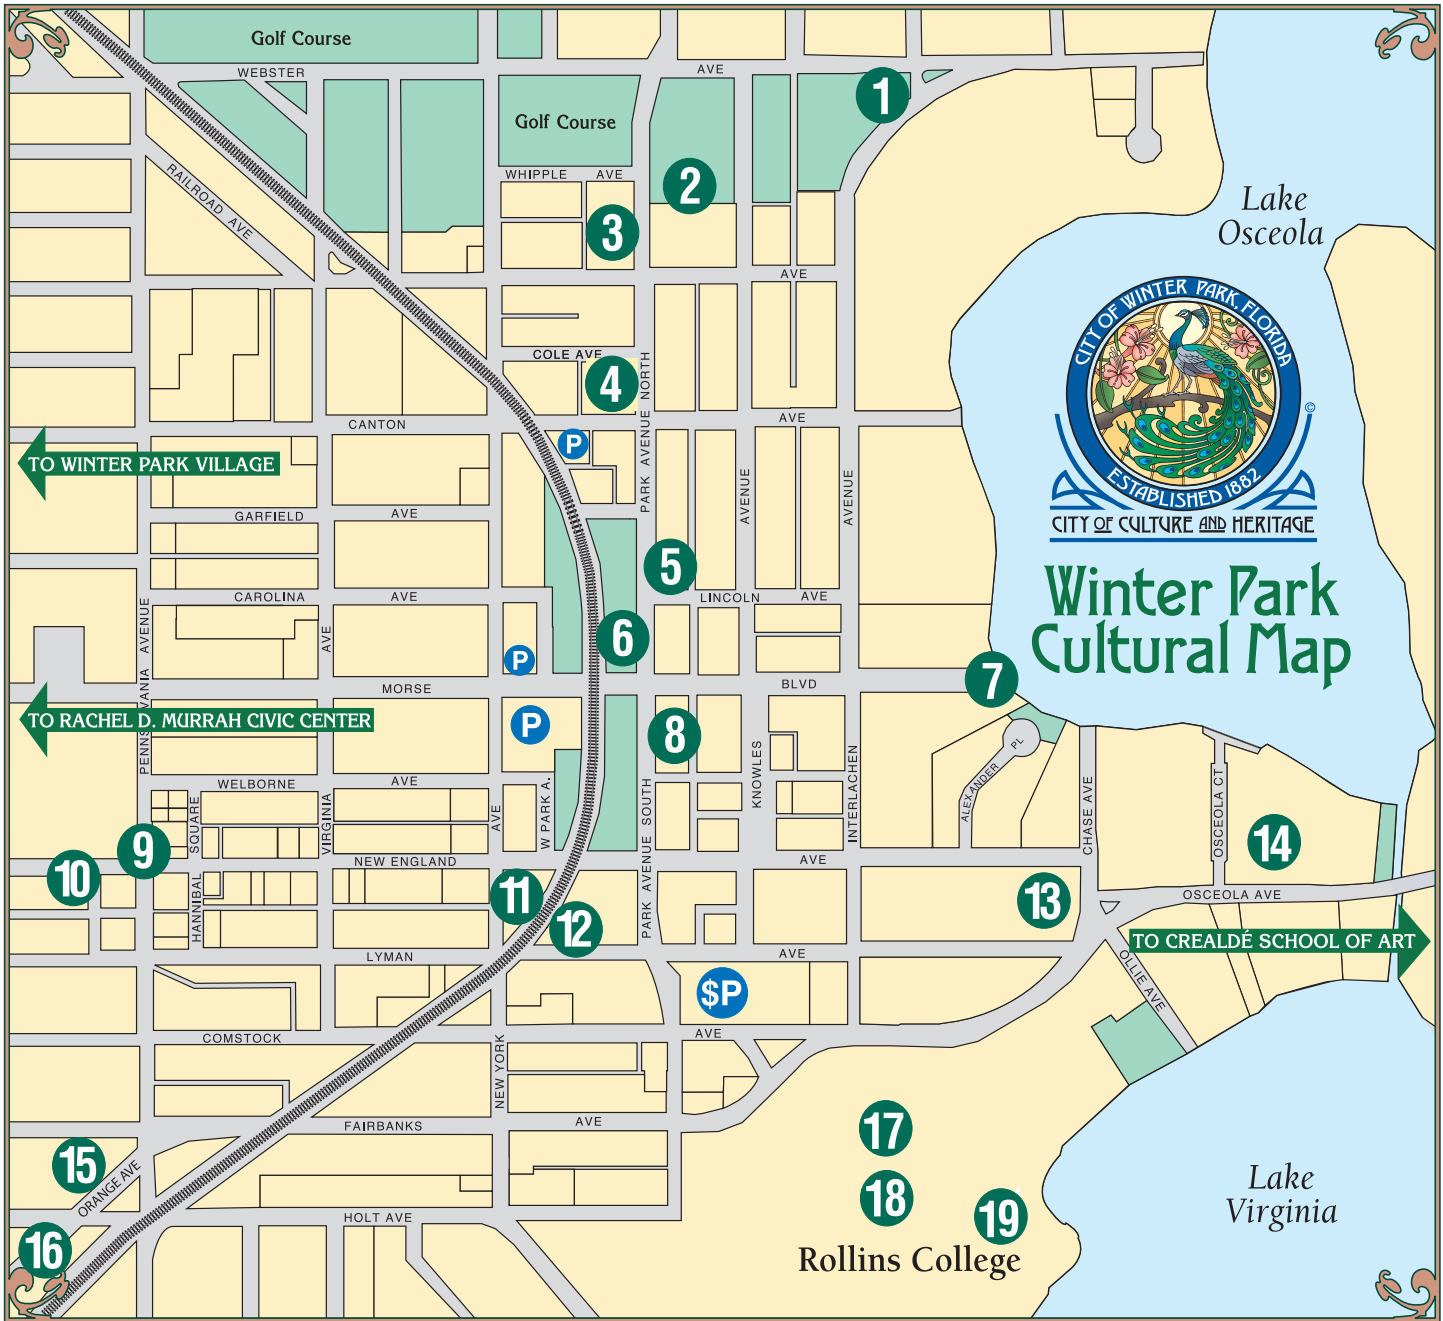 Golf Course
WEBSTER
AVE
1
Golf Course
RAILROAD AVE
WHIPPLE AVE
2
3
Lake
Osceola
AVE
CITY OF WINTER PARK, FLORIDA
ESTABLISHED 1882
©
CITY OF CULTURE AND HERITAGE
Winter Park
Cultural Map
COLE AVE
4
PARK AVENUE NORTH
CANTON
AVE
P
TO WINTER PARK VILLAGE
AVENUE
AVENUE
GARFIELD
AVE
5
CAROLINA
AVE
LINCOLN
AVE
PENNSYLVANIA AVENUE
AVE
6
P
7
MORSE
BLVD
TO RACHEL D. MURRAH CIVIC CENTER
P
8
ALEXANDER PL
WELBORNE
AVE
SQUARE
VIRGINIA
AVE
W PARK A.
PARK AVENUE SOUTH
KNOWLES
INTERLACHEN
CHASE AVE
OSCEOLA CT
9
14
NEW ENGLAND
AVE
10
HANNIBAL
11
12
13
OSCEOLA AVE
TO CREALDÉ SCHOOL OF ART
LYMAN
AVE
OLLIE AVE
$P
COMSTOCK
AVE
NEW YORK
FAIRBANKS
AVE
17
15
ORANGE AVE
18
Lake
Virginia
HOLT AVE
19
16
Rollins College